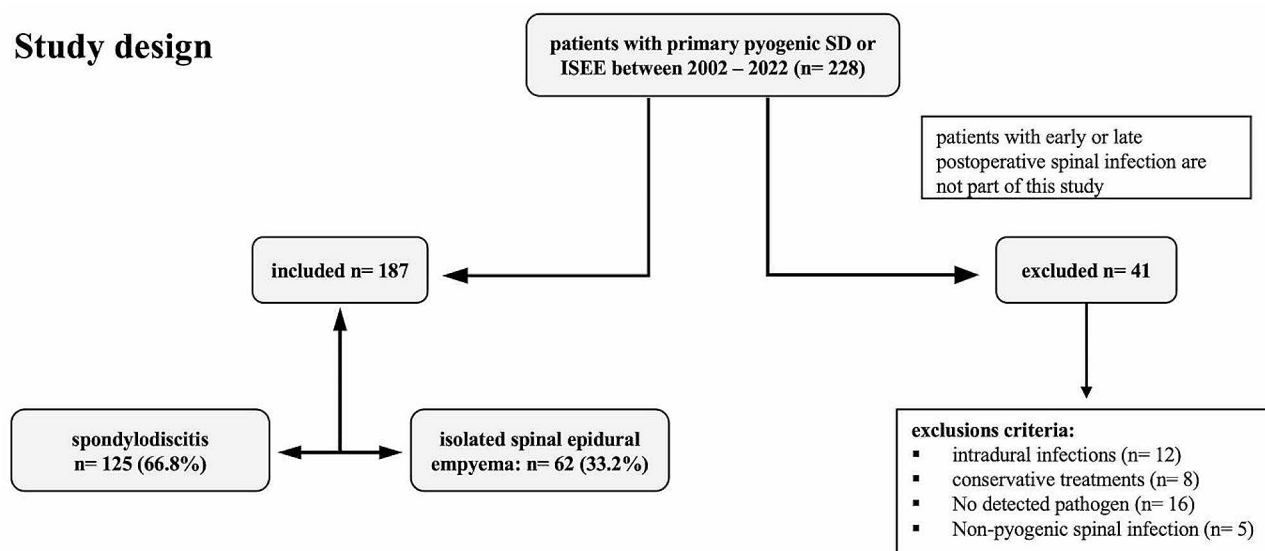 Study design
patients with primary pyogenic SD or
ISEE between 2002 – 2022 (n= 228)
patients with early or late
postoperative spinal infection are
not part of this study
included n= 187
excluded n= 41
spondylodiscitis
n= 125 (66.8%)
isolated spinal epidural
empyema: n= 62 (33.2%)
exclusions criteria:
▪ intradural infections (n= 12)
▪ conservative treatments (n= 8)
▪ No detected pathogen (n= 16)
▪ Non-pyogenic spinal infection (n= 5)